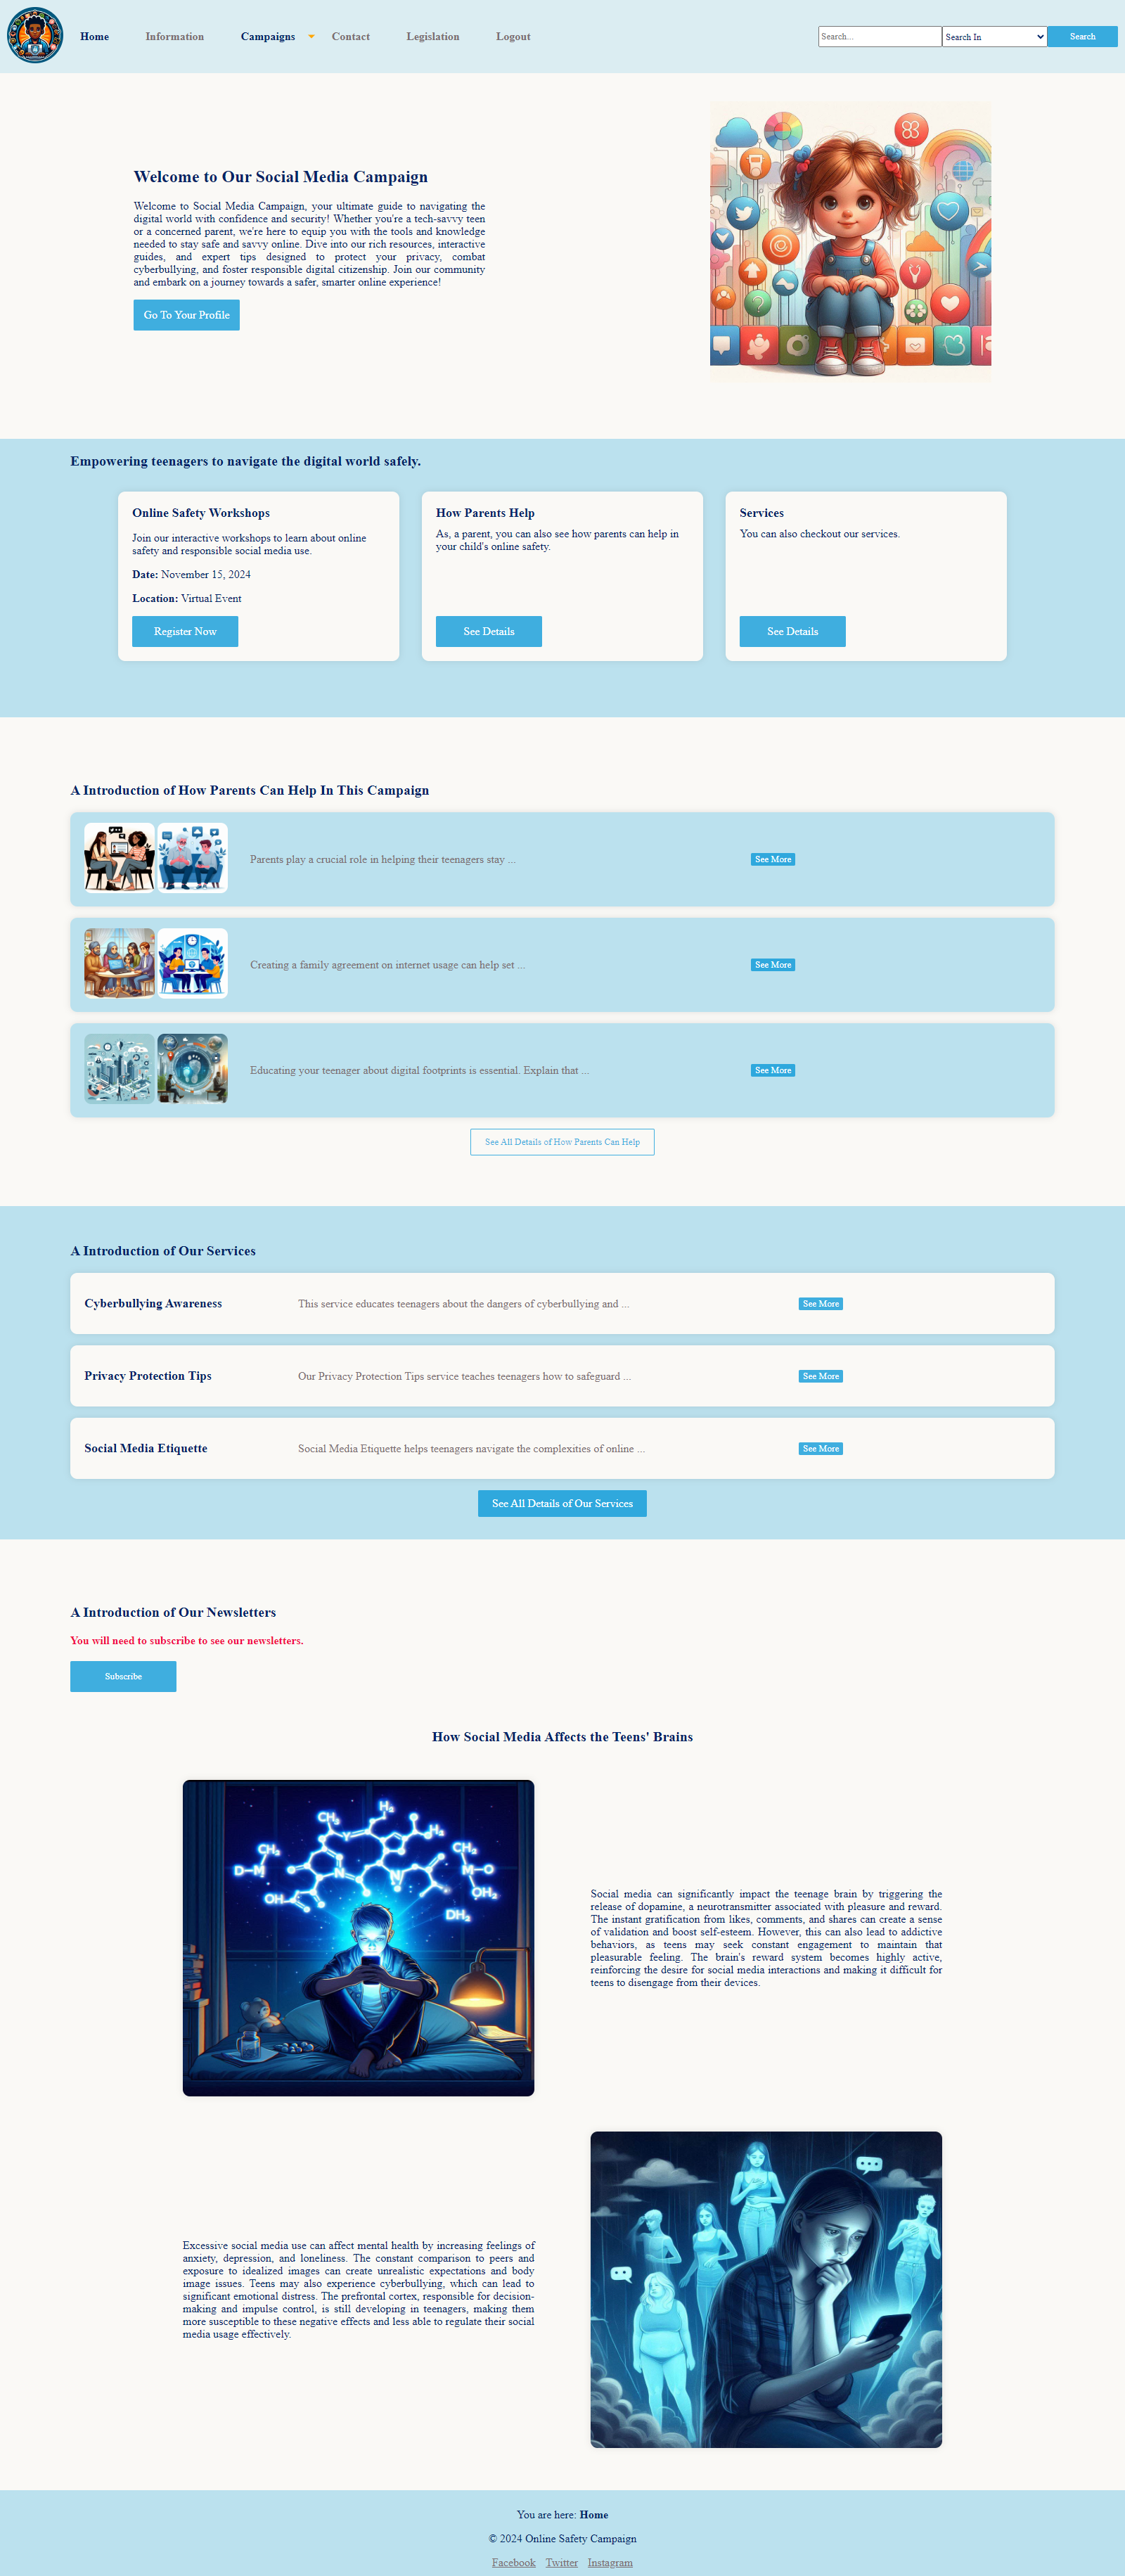 Home Information Campaigns Contact Legislation Logout Search... Search In Search
Welcome to Our Social Media Campaign
Welcome to Social Media Campaign, your ultimate guide to navigating the
digital world with confidence and security! Whether you're a tech-savvy teen
or a concerned parent, we're here to equip you with the tools and knowledge
needed to stay safe and savvy online. Dive into our rich resources, interactive
guides, and expert tips designed to protect your privacy, combat
cyberbullying, and foster responsible digital citizenship. Join our community
and embark on a journey towards a safer, smarter online experience!
Go To Your Profile
Empowering teenagers to navigate the digital world safely.
Online Safety Workshops
Join our interactive workshops to learn about online
safety and responsible social media use.
Date: November 15, 2024
Location: Virtual Event
Register Now
How Parents Help
As, a parent, you can also see how parents can help in
your child's online safety.
See Details
Services
You can also checkout our services.
See Details
A Introduction of How Parents Can Help In This Campaign
Parents play a crucial role in helping their teenagers stay ...
See More
Creating a family agreement on internet usage can help set ...
See More
Educating your teenager about digital footprints is essential. Explain that ...
See More
See All Details of How Parents Can Help
A Introduction of Our Services
Cyberbullying Awareness
This service educates teenagers about the dangers of cyberbullying and ...
See More
Privacy Protection Tips
Our Privacy Protection Tips service teaches teenagers how to safeguard ...
See More
Social Media Etiquette
Social Media Etiquette helps teenagers navigate the complexities of online ...
See More
See All Details of Our Services
A Introduction of Our Newsletters
You will need to subscribe to see our newsletters.
Subscribe
How Social Media Affects the Teens' Brains
CH₃
H₂
H₂
CH₃
CH₂
D-M
Y
N
N
M-O
OH
OH₂
DH₂
Social media can significantly impact the teenage brain by triggering the
release of dopamine, a neurotransmitter associated with pleasure and reward.
The instant gratification from likes, comments, and shares can create a sense
of validation and boost self-esteem. However, this can also lead to addictive
behaviors, as teens may seek constant engagement to maintain that
pleasurable feeling. The brain's reward system becomes highly active,
reinforcing the desire for social media interactions and making it difficult for
teens to disengage from their devices.
Excessive social media use can affect mental health by increasing feelings of
anxiety, depression, and loneliness. The constant comparison to peers and
exposure to idealized images can create unrealistic expectations and body
image issues. Teens may also experience cyberbullying, which can lead to
significant emotional distress. The prefrontal cortex, responsible for decision-
making and impulse control, is still developing in teenagers, making them
more susceptible to these negative effects and less able to regulate their social
media usage effectively.
You are here: Home
© 2024 Online Safety Campaign
Facebook Twitter Instagram